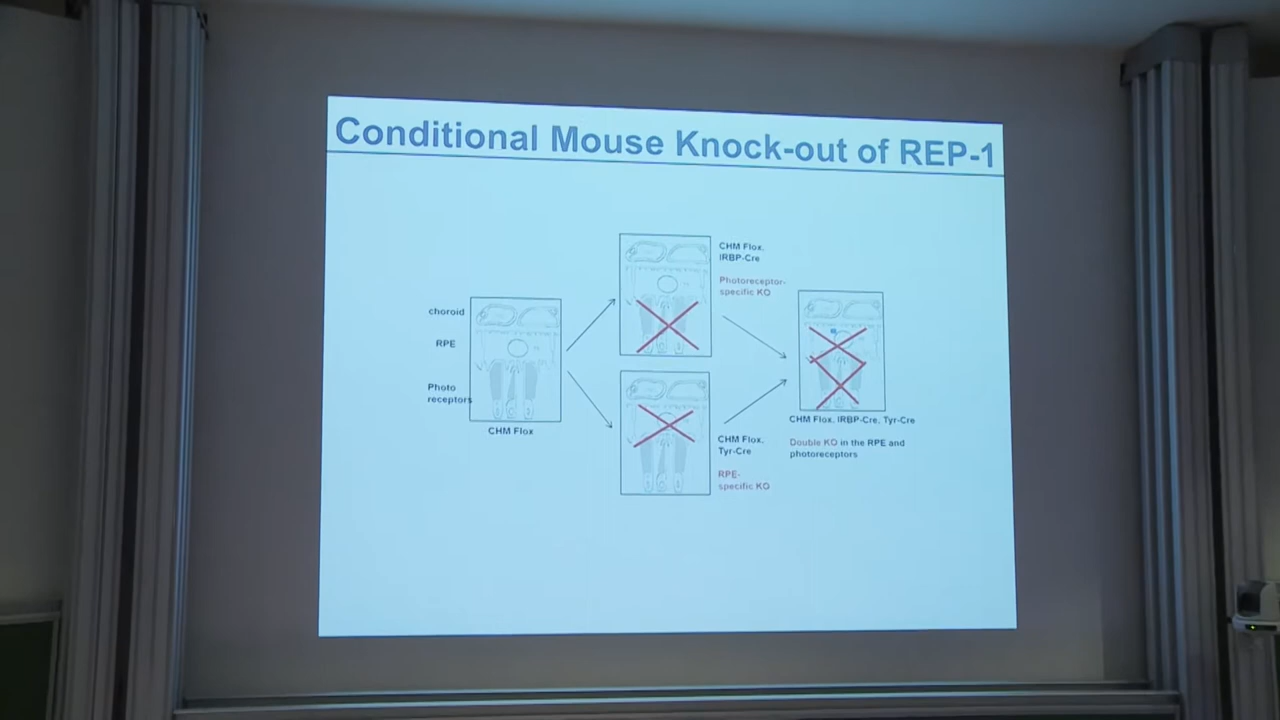 Conditional Mouse Knock-out of REP-1
choroid
RPE
Photo
receptors
CHM Flox
CHM Flox,
IRBP-Cre
Photoreceptor-
specific KO
CHM Flox,
Tyr-Cre
RPE-
specific KO
CHM Flox, IRBP-Cre, Tyr-Cre
Double KO in the RPE and
photoreceptors